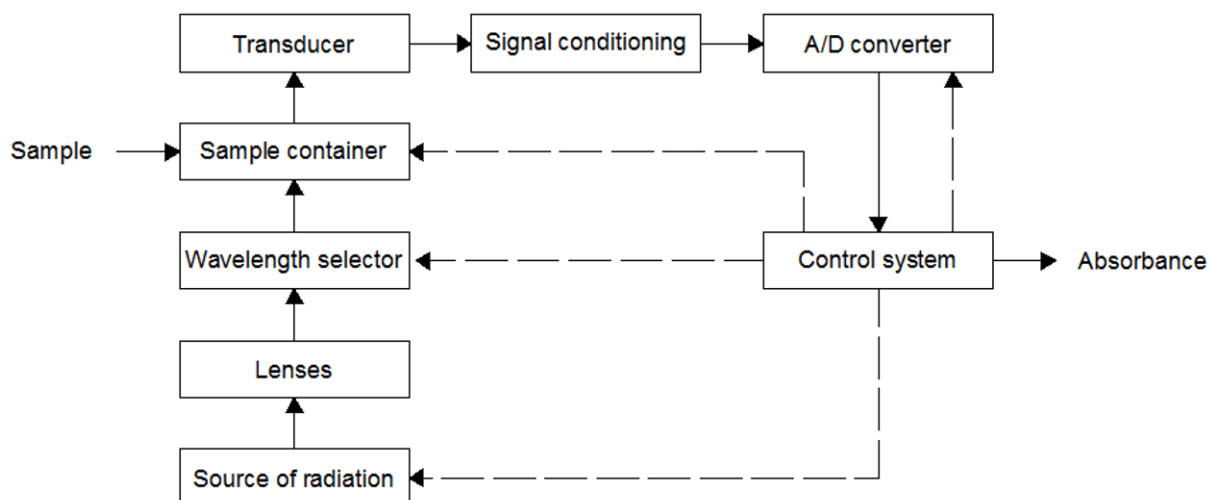 Transducer
Signal conditioning
A/D converter
Sample
Sample container
Wavelength selector
Control system
Absorbance
Lenses
Source of radiation